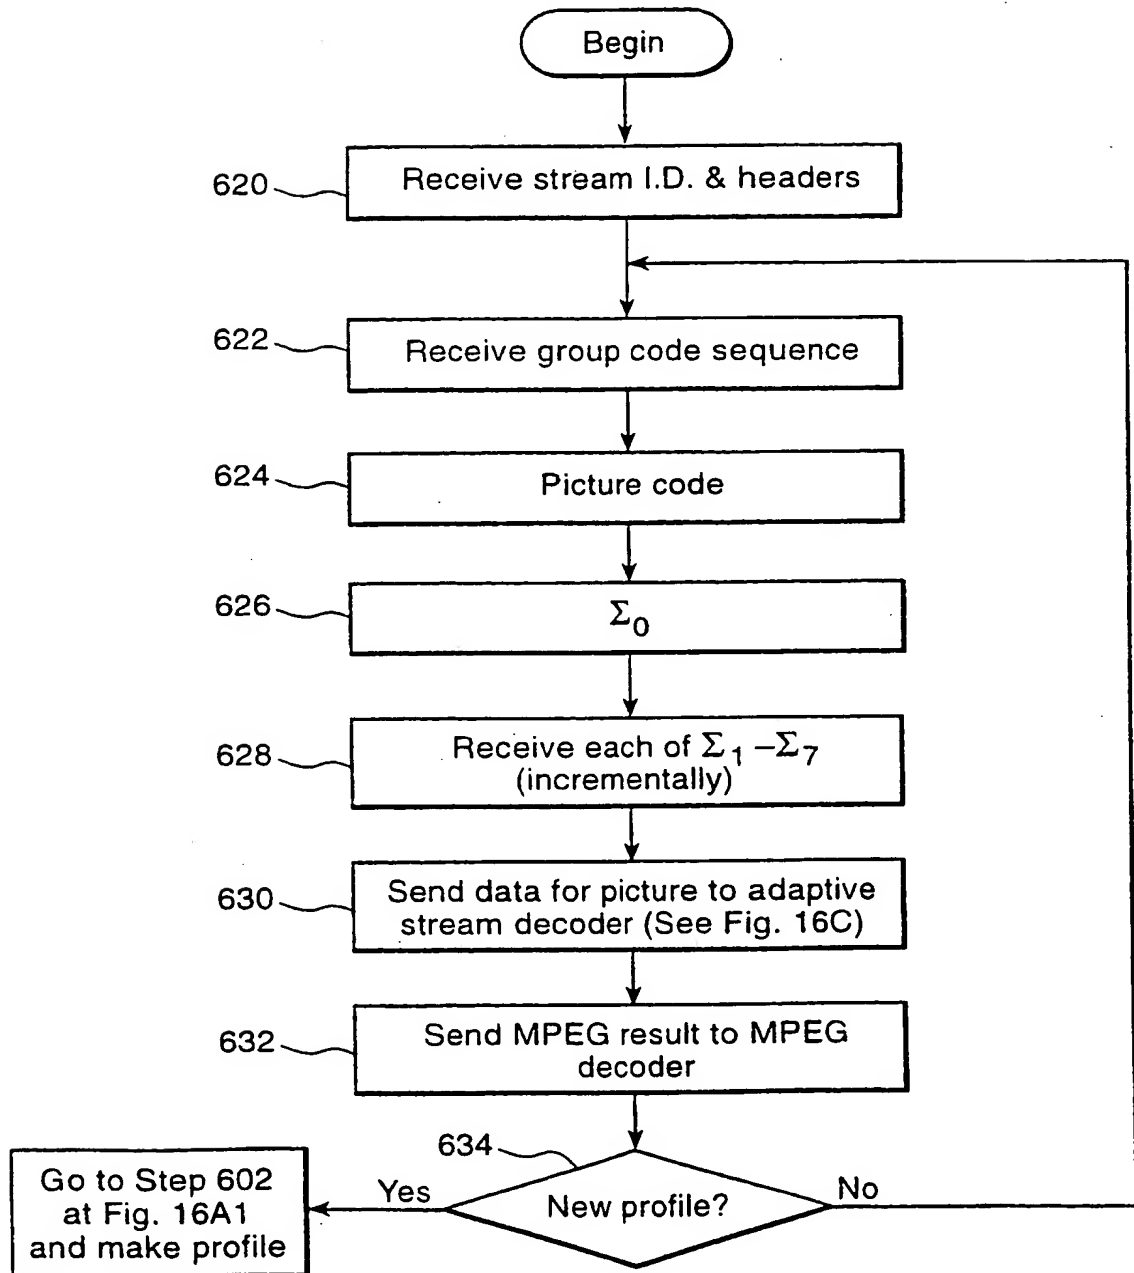 Begin
620
Receive stream I.D. & headers
622
Receive group code sequence
624
Picture code
626
Σ0
628
Receive each of Σ1 –Σ7
(incrementally)
630
Send data for picture to adaptive
stream decoder (See Fig. 16C)
632
Send MPEG result to MPEG
decoder
634
New profile?
Yes
No
Go to Step 602
at Fig. 16A1
and make profile